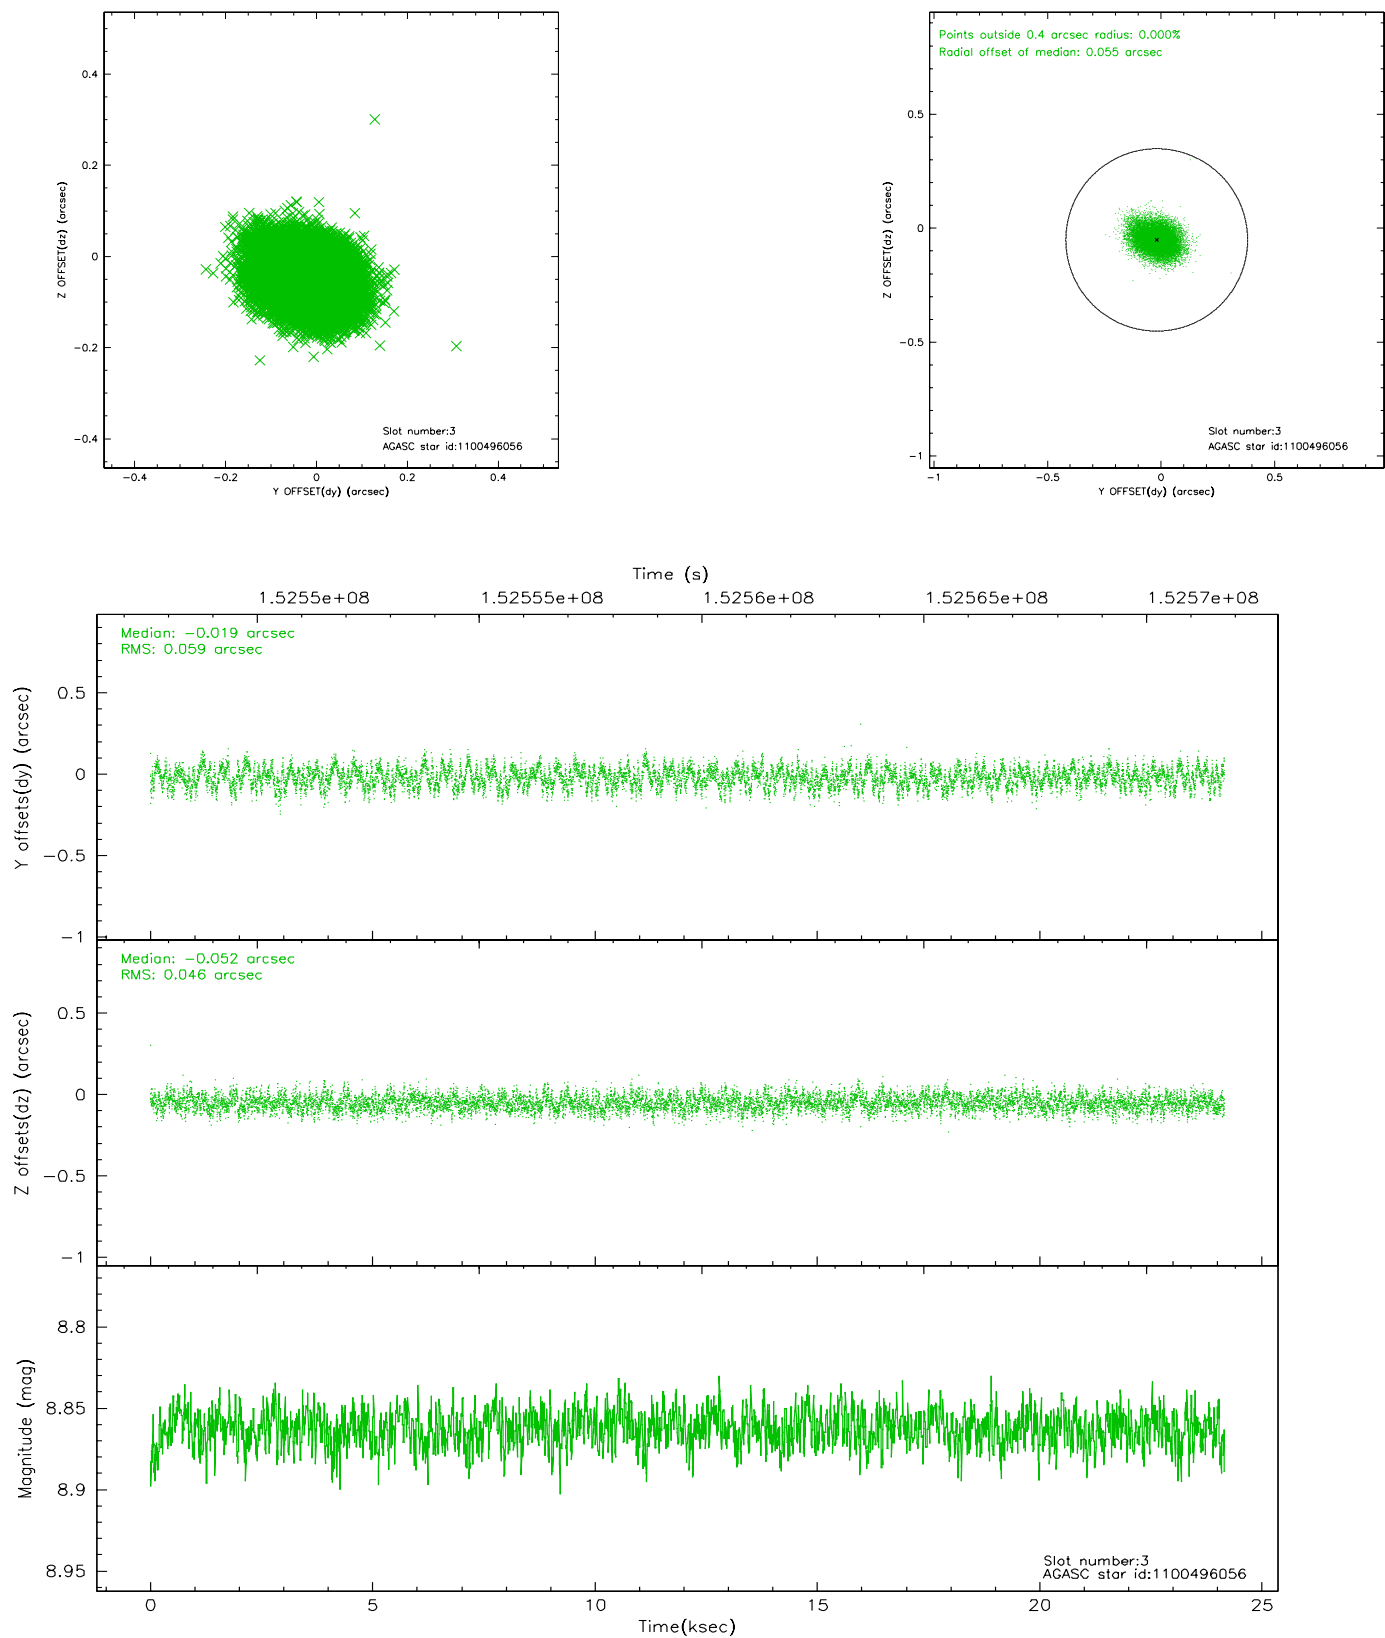 0.4
0.2
0
-0.2
-0.4
Z OFFSET(dz) (arcsec)
Slot number:3
AGASC star id:1100496056
-0.4 -0.2 0 0.2 0.4
Y OFFSET(dy) (arcsec)
Points outside 0.4 arcsec radius: 0.000%
Radial offset of median: 0.055 arcsec
0.5
0
-0.5
-1
Z OFFSET(dz) (arcsec)
Slot number:3
AGASC star id:1100496056
-1 -0.5 0 0.5
Y OFFSET(dy) (arcsec)
Time (s)
1.5255e+08 1.52555e+08 1.5256e+08 1.52565e+08 1.5257e+08
Median: -0.019 arcsec
RMS: 0.059 arcsec
0.5
0
-0.5
-1
Y offsets(dy) (arcsec)
Median: -0.052 arcsec
RMS: 0.046 arcsec
0.5
0
-0.5
-1
Z offsets(dz) (arcsec)
8.8
8.85
8.9
8.95
Magnitude (mag)
Slot number:3
AGASC star id:1100496056
0 5 10 15 20 25
Time(ksec)